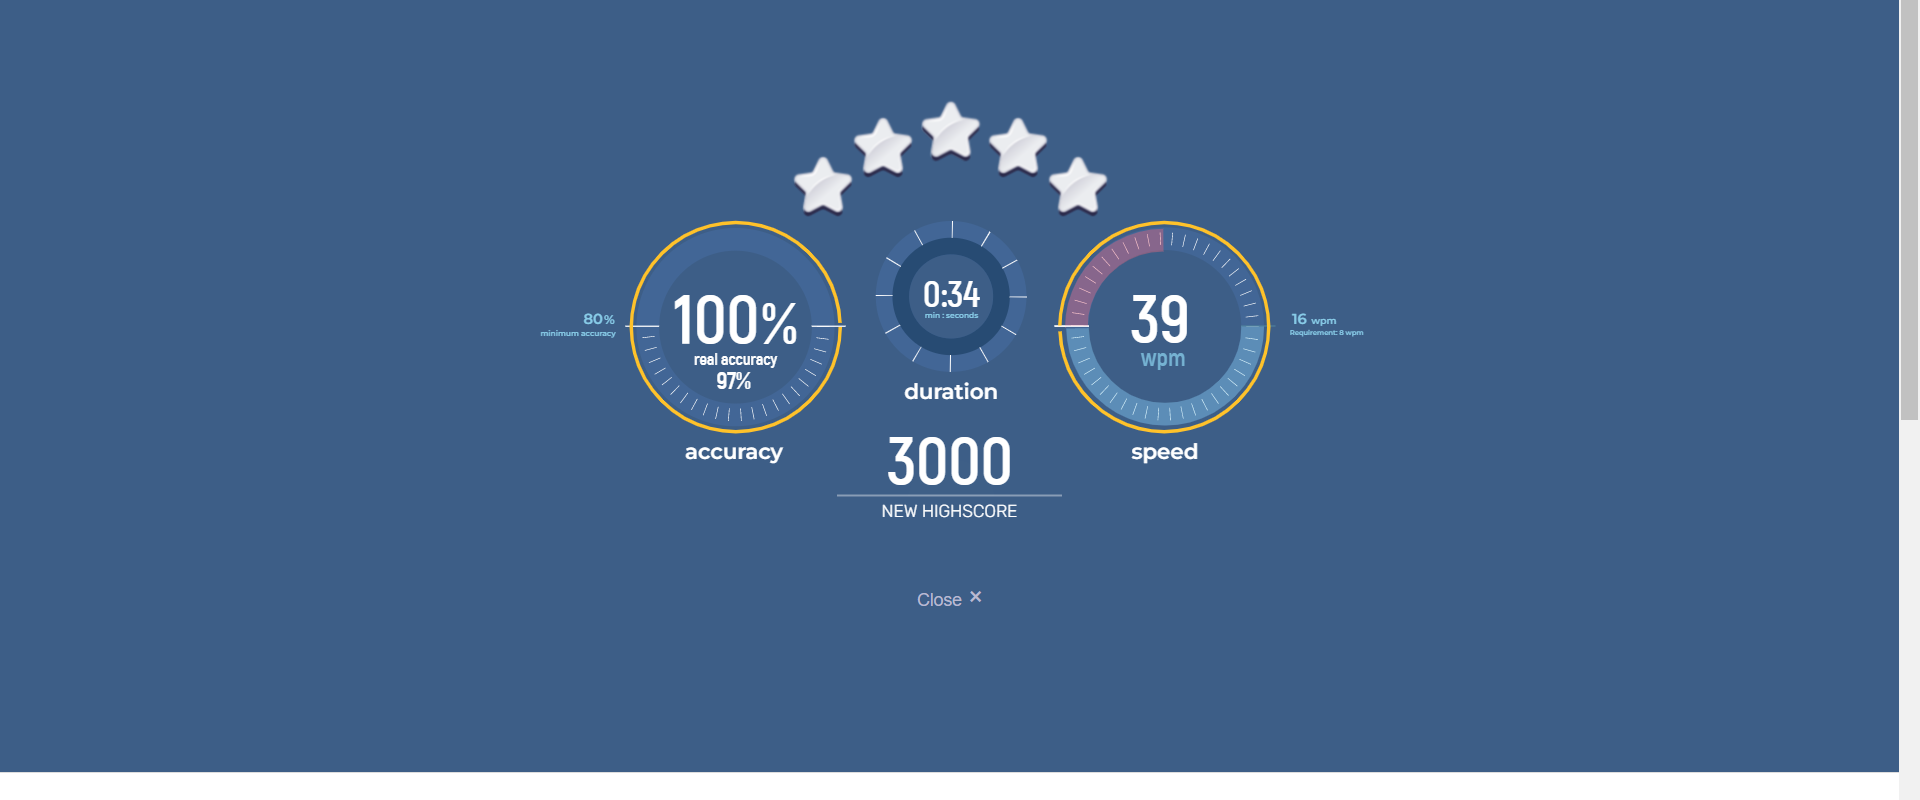 100%
real accuracy
97%
accuracy
80%
minimum accuracy
0:34
min : seconds
duration
39
wpm
speed
16 wpm
Requirement: 8 wpm
3000
NEW HIGHSCORE
Close ×